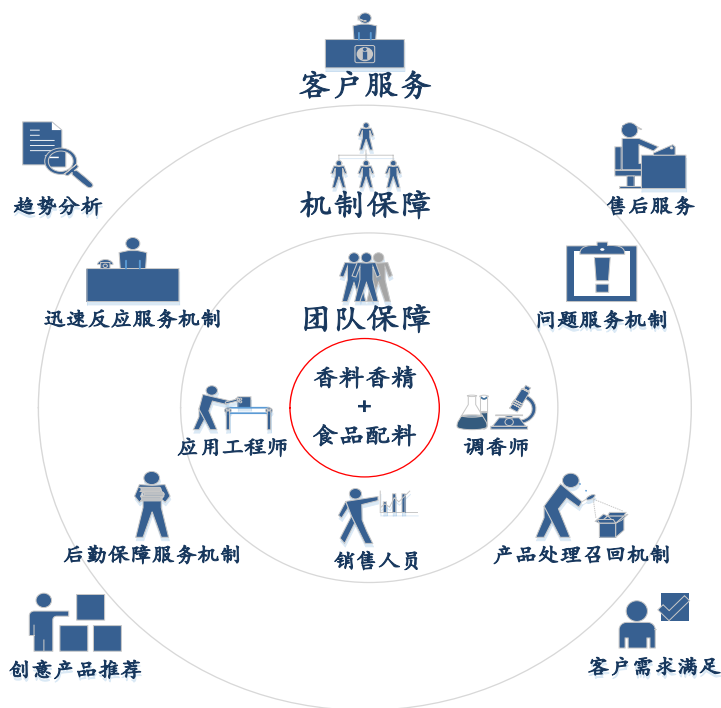 客户服务
趋势分析
机制保障
售后服务
迅速反应服务机制
团队保障
问题服务机制
香料香精
+
食品配料
应用工程师
调香师
后勤保障服务机制
销售人员
产品处理召回机制
创意产品推荐
客户需求满足